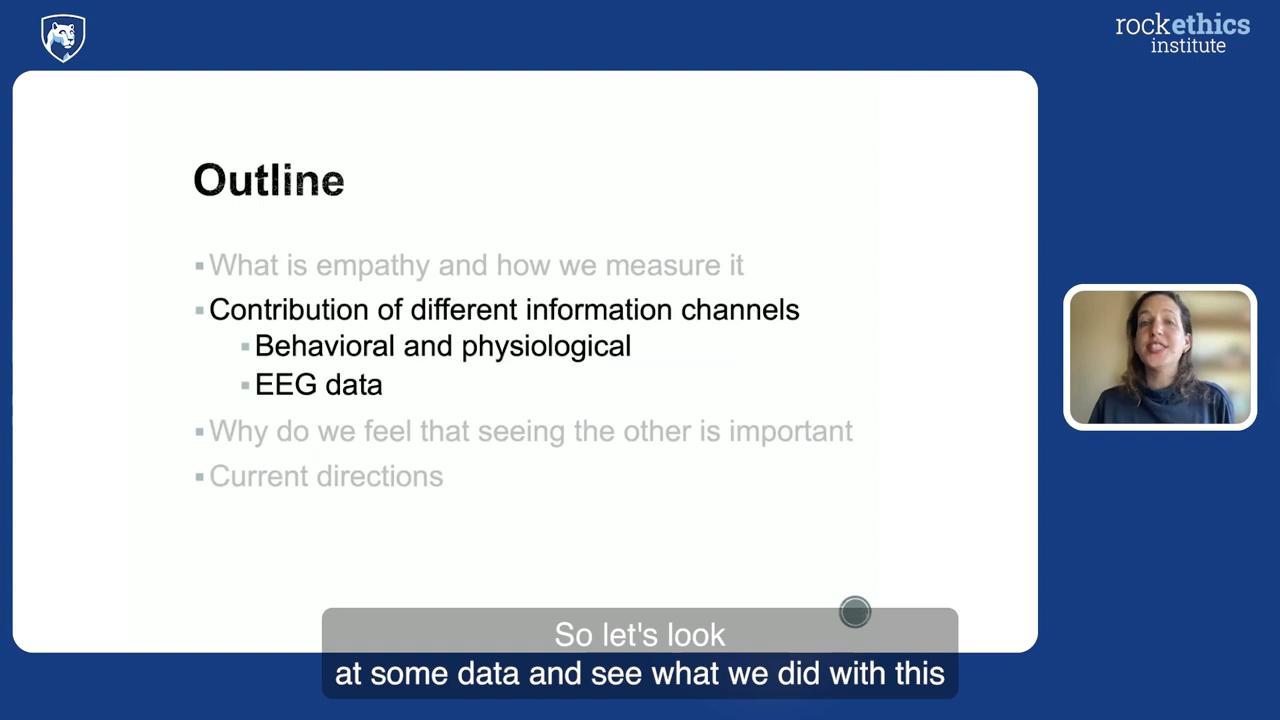 rockethics
institute
Outline
What is empathy and how we measure it
Contribution of different information channels
Behavioral and physiological
EEG data
Why do we feel that seeing the other is important
Current directions
So let's look
at some data and see what we did with this